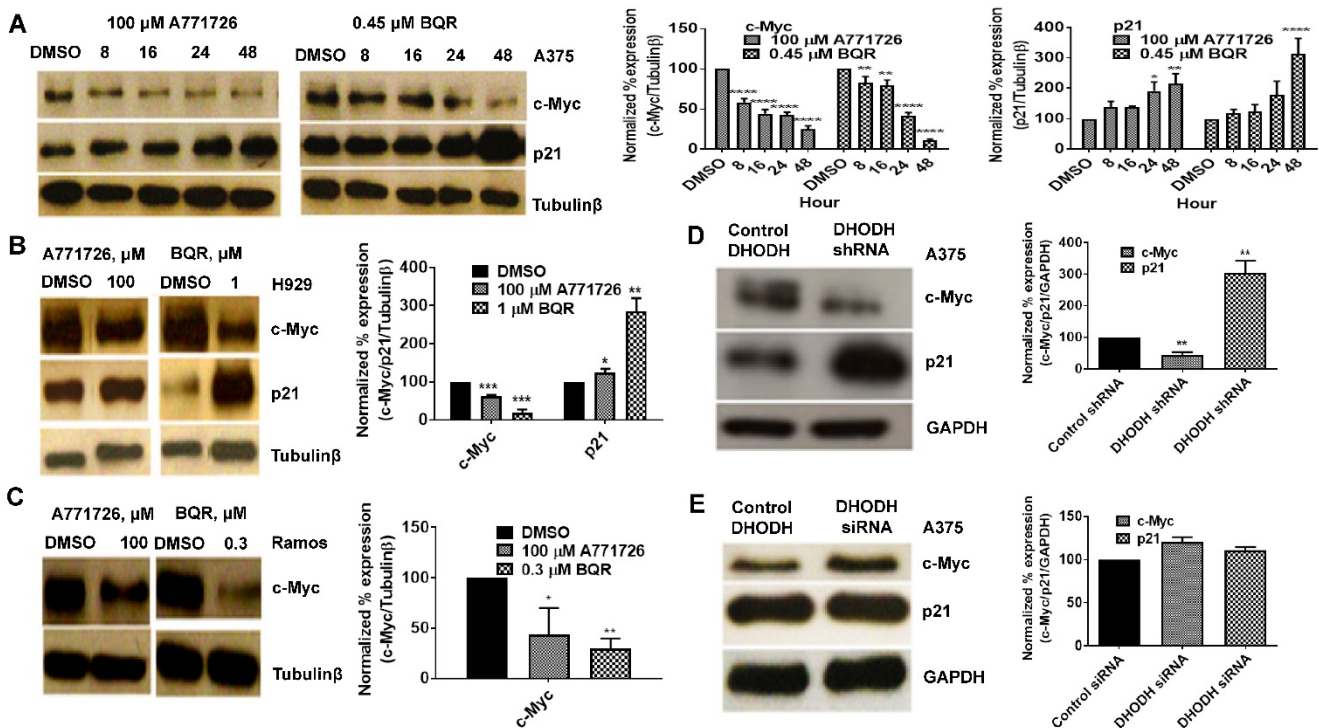 A
100 µM A771726
0.45 µM BQR
DMSO 8 16 24 48
DMSO 8 16 24 48
A375
c-Myc
p21
Tubulinβ
c-Myc
100 µM A771726
0.45 µM BQR
Normalized % expression
(c-Myc/Tubulinβ)
150
100
50
0
**** **** **** **** ** ** **** ****
DMSO 8 16 24 48 DMSO 8 16 24 48
Hour
p21
100 µM A771726
0.45 µM BQR
Normalized % expression
(p21/Tubulinβ)
400
300
200
100
0
* ** ****
DMSO 8 16 24 48 DMSO 8 16 24 48
Hour
B
A771726, µM
BQR, µM
DMSO 100
DMSO 1
H929
c-Myc
p21
Tubulinβ
Normalized % expression
(c-Myc/p21/Tubulinβ)
400
300
200
100
0
DMSO
100 µM A771726
1 µM BQR
*** *** * **
c-Myc p21
C
A771726, µM
BQR, µM
DMSO 100
DMSO 0.3
Ramos
c-Myc
Tubulinβ
Normalized % expression
(c-Myc/Tubulinβ)
150
100
50
0
DMSO
100 µM A771726
0.3 µM BQR
* **
c-Myc
D
Control
DHODH
DHODH
shRNA
A375
c-Myc
p21
GAPDH
Normalized % expression
(c-Myc/p21/GAPDH)
400
300
200
100
0
c-Myc
p21
** **
Control shRNA
DHODH shRNA
DHODH shRNA
E
Control
DHODH
DHODH
siRNA
A375
c-Myc
p21
GAPDH
Normalized % expression
(c-Myc/p21/GAPDH)
150
100
50
0
c-Myc
p21
Control siRNA
DHODH siRNA
DHODH siRNA